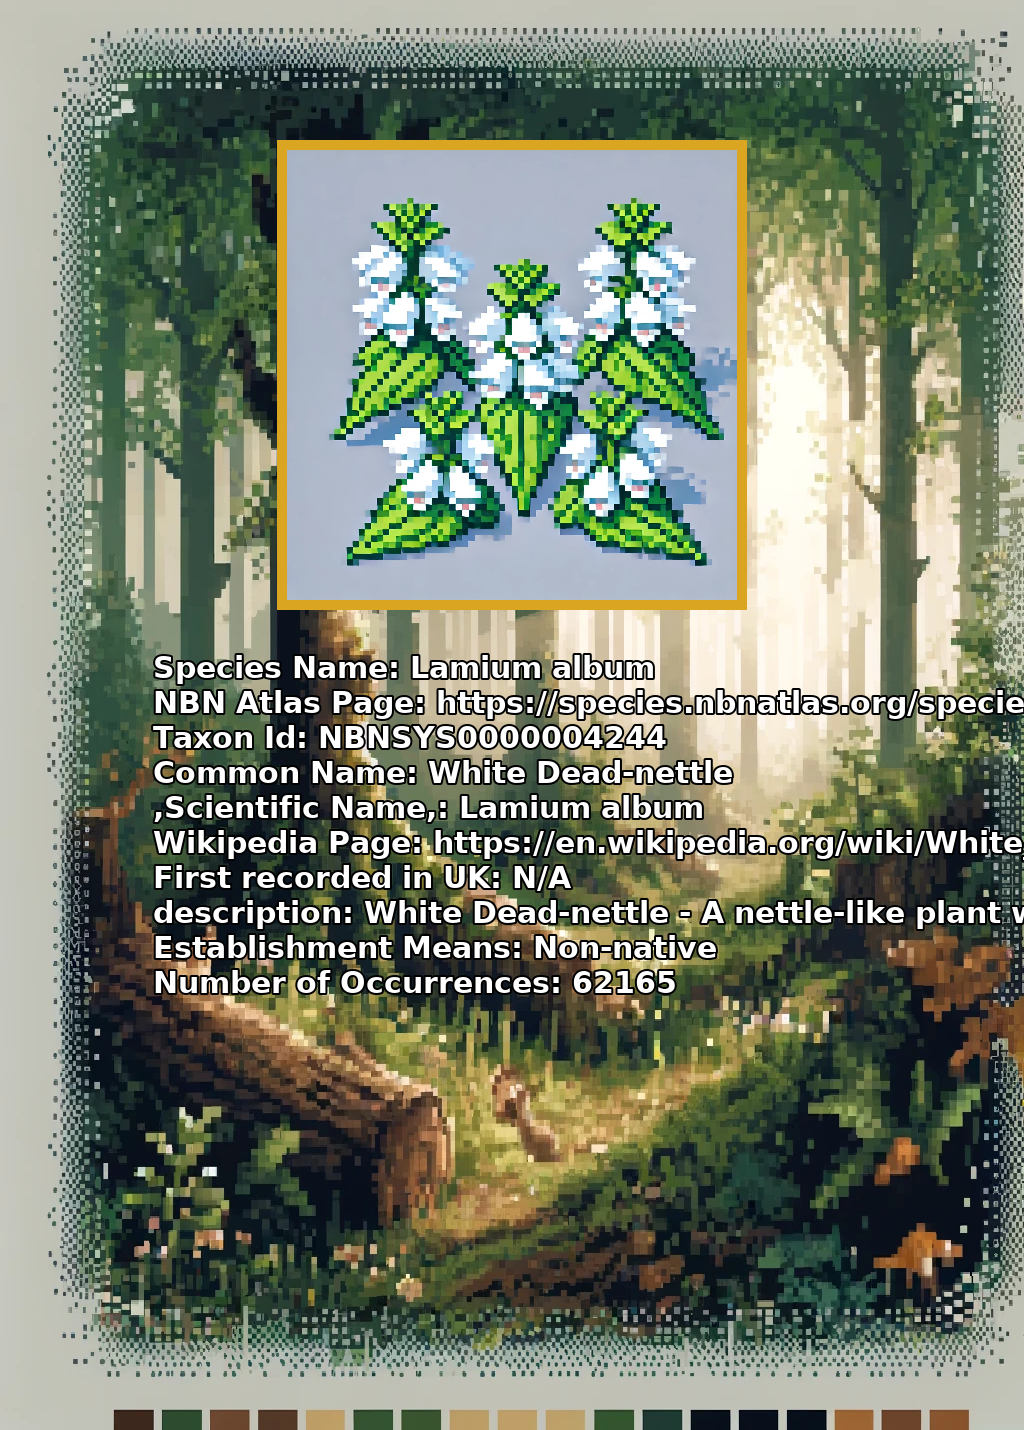 Species Name: Lamium album
NBN Atlas Page: https://species.nbnatlas.org/specie
Taxon Id: NBNSYS0000004244
Common Name: White Dead-nettle
,Scientific Name,: Lamium album
Wikipedia Page: https://en.wikipedia.org/wiki/White_
First recorded in UK: N/A
description: White Dead-nettle - A nettle-like plant w
Establishment Means: Non-native
Number of Occurrences: 62165